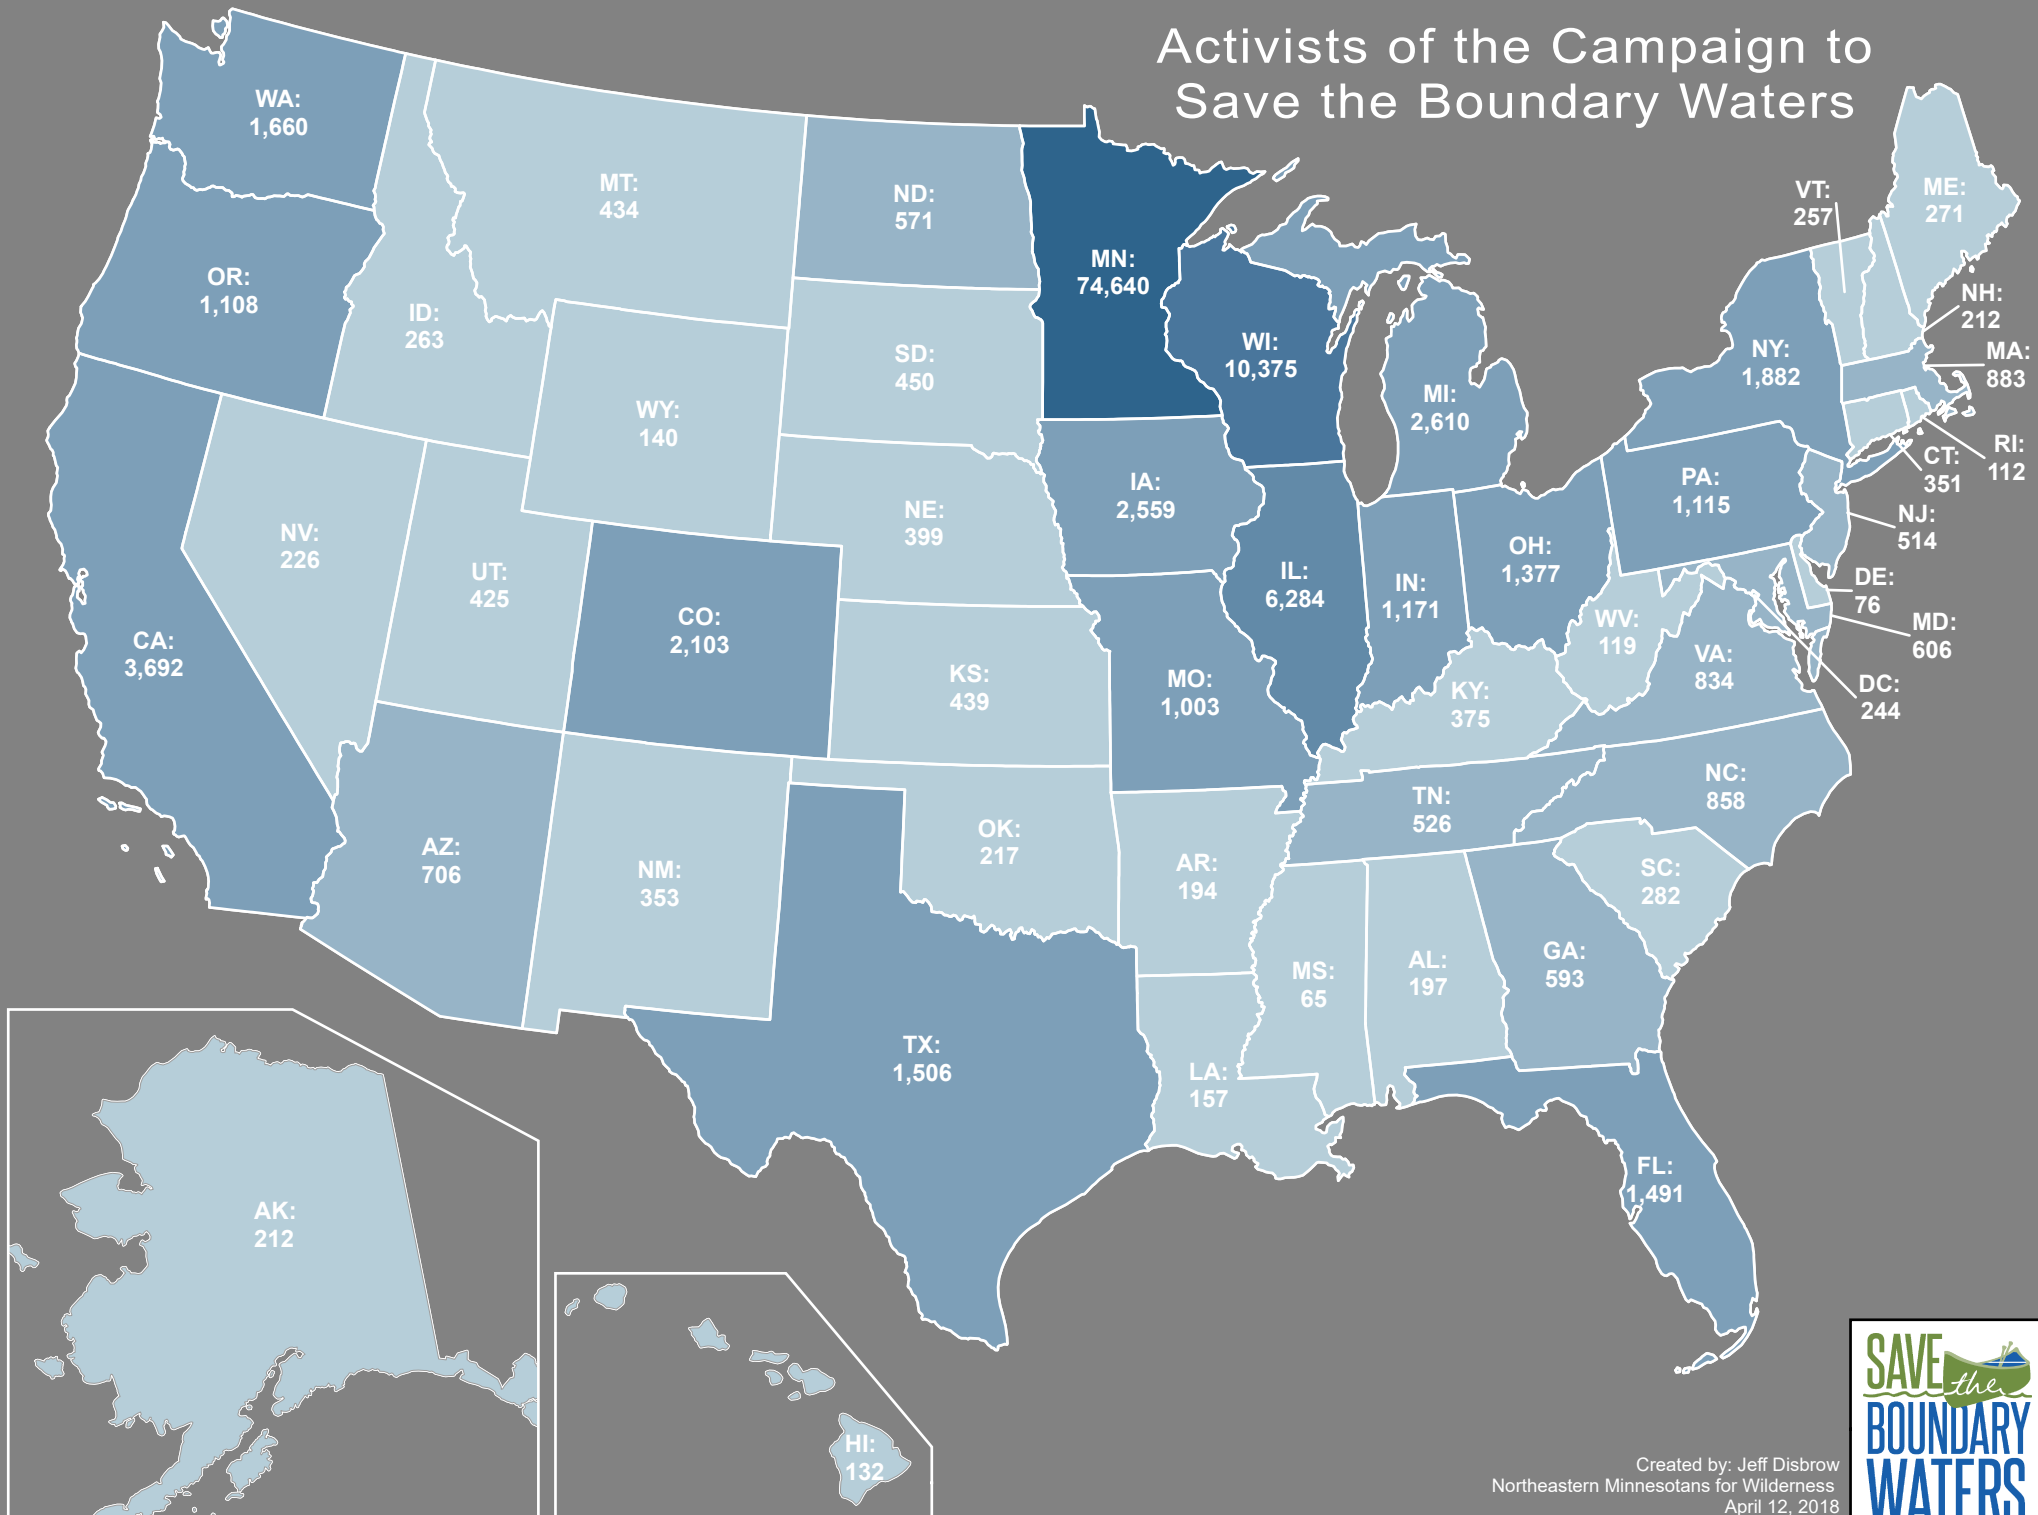 Activists of the Campaign to
Save the Boundary Waters
WA:
1,660
MT:
434
ND:
571
MN:
74,640
VT:
257
ME:
271
OR:
1,108
ID:
263
NH:
212
SD:
450
WI:
10,375
NY:
1,882
MA:
883
WY:
140
MI:
2,610
RI:
112
CT:
351
IA:
2,559
PA:
1,115
NE:
399
NJ:
514
NV:
226
UT:
425
OH:
1,377
IL:
6,284
IN:
1,171
DE:
76
CO:
2,103
WV:
119
MD:
606
CA:
3,692
VA:
834
KS:
439
MO:
1,003
KY:
375
DC:
244
NC:
858
TN:
526
OK:
217
AZ:
706
AR:
194
NM:
353
SC:
282
GA:
593
AL:
197
MS:
65
TX:
1,506
LA:
157
FL:
1,491
AK:
212
HI:
132
SAVE
the
BOUNDARY
WATERS
Created by: Jeff Disbrow
Northeastern Minnesotans for Wilderness
April 12, 2018